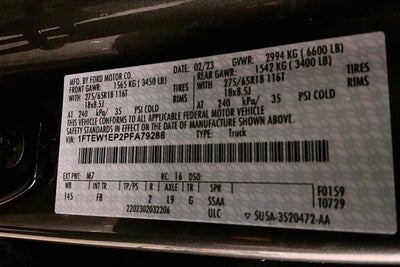 MFD. BY FORD MOTOR CO.
DATE: 02/23 GVWR: 2994 KG (6600 LB)
FRONT GAWR: 1565 KG (3450 LB) REAR GAWR: 1542 KG (3400 LB)
WITH 275/65R18 116T TIRES WITH 275/65R18 116T TIRES
18x8.5J RIMS 18x8.5J RIMS
AT 240 kPa/ 35 PSI COLD AT 240 kPa/ 35 PSI COLD
THIS VEHICLE CONFORMS TO ALL APPLICABLE FEDERAL MOTOR VEHICLE
SAFETY STANDARDS IN EFFECT ON THE DATE OF MANUFACTURE SHOWN ABOVE.
VIN: 1FTEW1EP2PFA79288 TYPE: Truck
EXT PNT: M7 RC: 16 DSO:
WB INT TR TP/PS R AXLE TR SPR
145 FB 2 L9 G SSAA
F0159
T0729
2202302032206 ULC 5U5A-3520472-AA